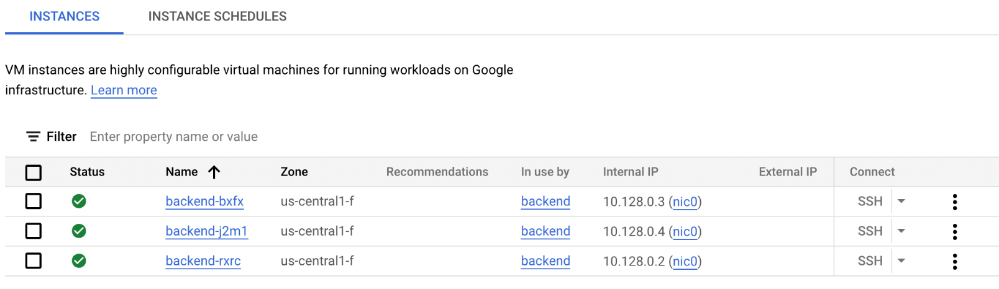 INSTANCES INSTANCE SCHEDULES
VM instances are highly configurable virtual machines for running workloads on Google
infrastructure. Learn more
Filter Enter property name or value
Status Name Zone Recommendations In use by Internal IP External IP Connect
backend-bxfx us-central1-f backend 10.128.0.3 (nic0) SSH
backend-j2m1 us-central1-f backend 10.128.0.4 (nic0) SSH
backend-rxrc us-central1-f backend 10.128.0.2 (nic0) SSH